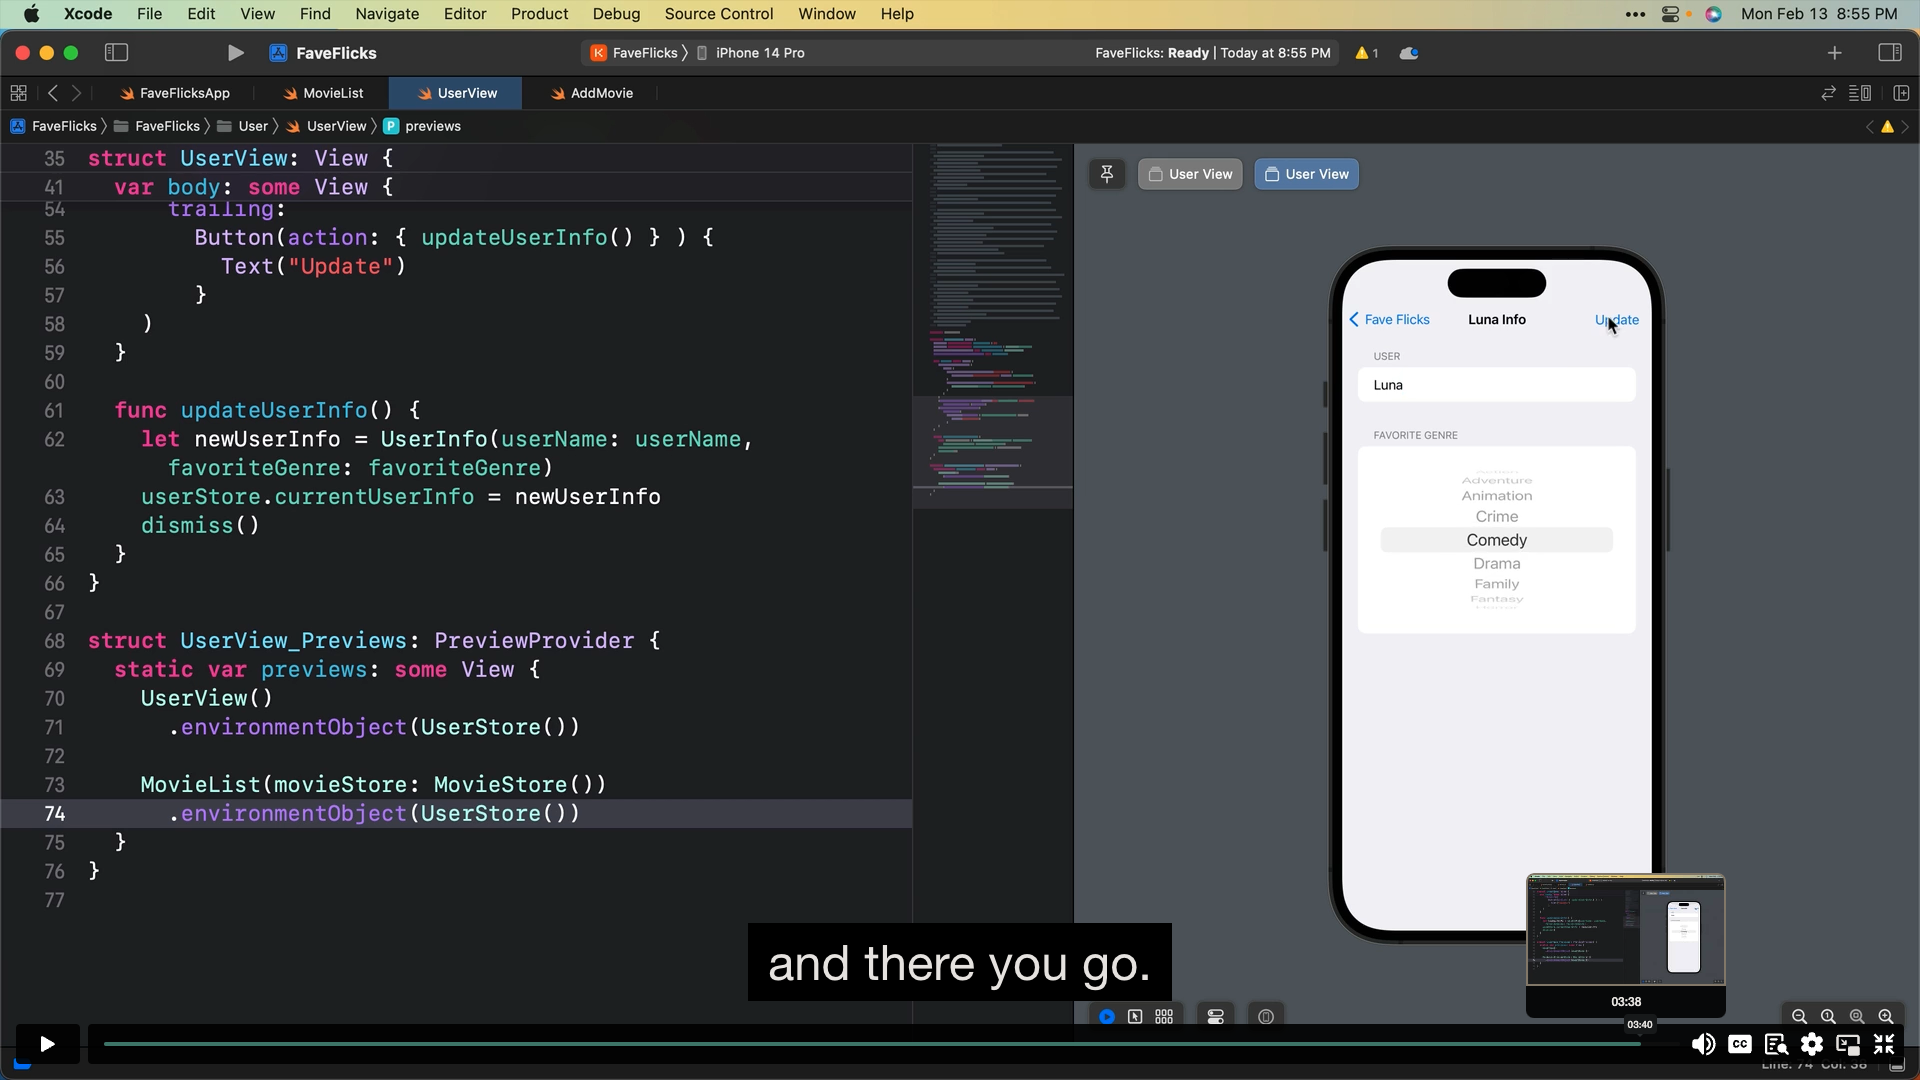 Xcode File Edit View Find Navigate Editor Product Debug Source Control Window Help Mon Feb 13 8:55 PM
FaveFlicks FaveFlicks iPhone 14 Pro FaveFlicks: Ready | Today at 8:55 PM 1
FaveFlicksApp MovieList UserView AddMovie
FaveFlicks FaveFlicks User UserView P previews
35 struct UserView: View {
41 var body: some View {
54 trailing:
55 Button(action: { updateUserInfo() } ) {
56 Text("Update")
57 }
58 )
59 }
60
61 func updateUserInfo() {
62 let newUserInfo = UserInfo(userName: userName,
favoriteGenre: favoriteGenre)
63 userStore.currentUserInfo = newUserInfo
64 dismiss()
65 }
66 }
67
68 struct UserView_Previews: PreviewProvider {
69 static var previews: some View {
70 UserView()
71 .environmentObject(UserStore())
72
73 MovieList(movieStore: MovieStore())
74 .environmentObject(UserStore())
75 }
76 }
77
User View User View
Fave Flicks Luna Info Update
USER
Luna
FAVORITE GENRE
Adventure
Animation
Crime
Comedy
Drama
Family
Fantasy
and there you go.
03:38
03:40
CC
Line: 74 Col: 38